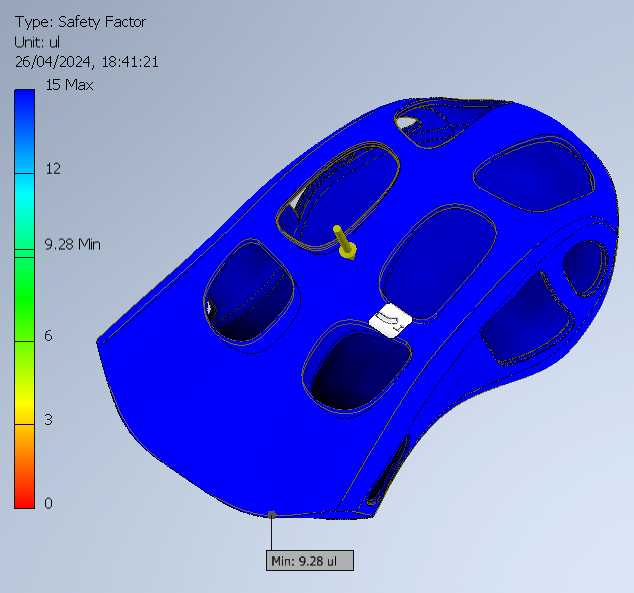 Type: Safety Factor
Unit: ul
26/04/2024, 18:41:21
15 Max
12
9.28 Min
6
3
0
Min: 9.28 ul